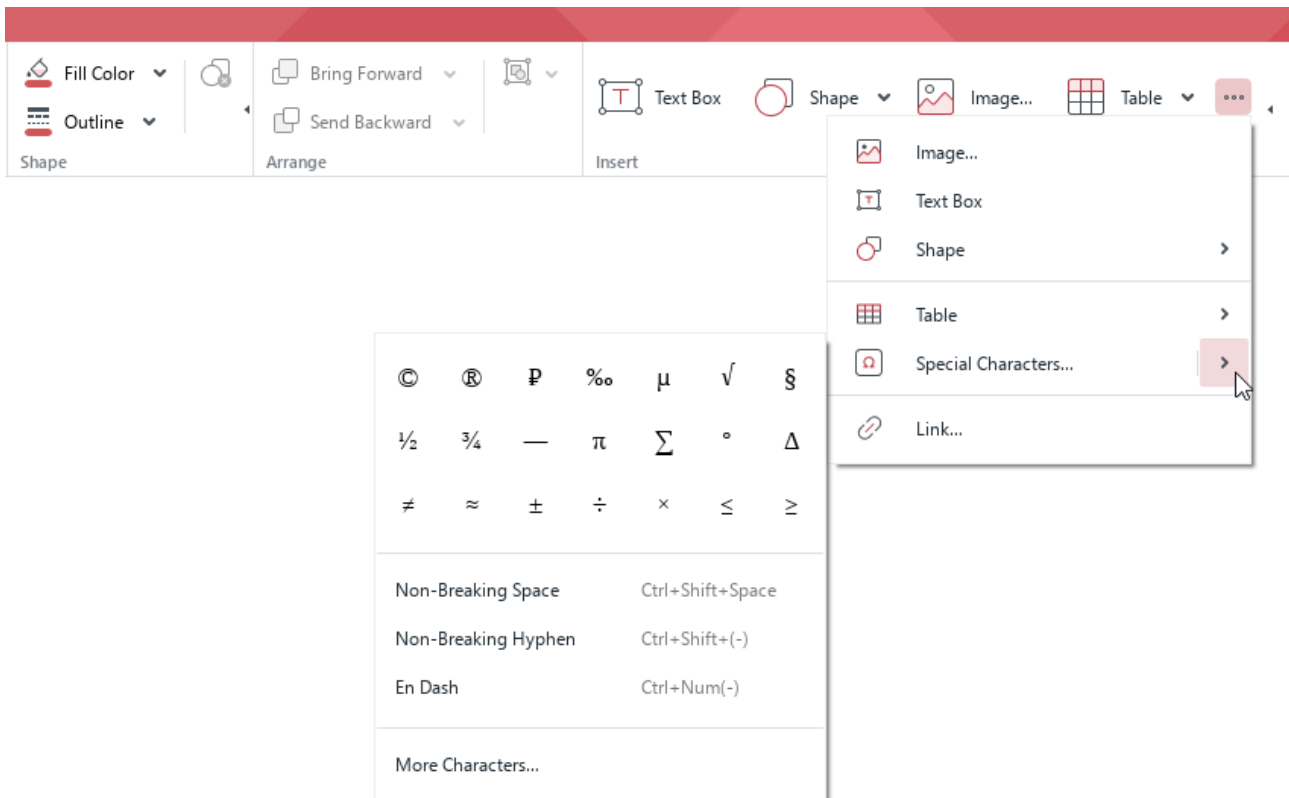 Fill Color
Outline
Shape
Bring Forward
Send Backward
Arrange
Text Box
Shape
Image...
Table
Insert
Image...
Text Box
Shape
Table
Special Characters...
Link...
© ® ₽ ‰ µ √ §
½ ¾ — π ∑ ° Δ
≠ ≈ ± ÷ × ≤ ≥
Non-Breaking Space Ctrl+Shift+Space
Non-Breaking Hyphen Ctrl+Shift+(-)
En Dash Ctrl+Num(-)
More Characters...